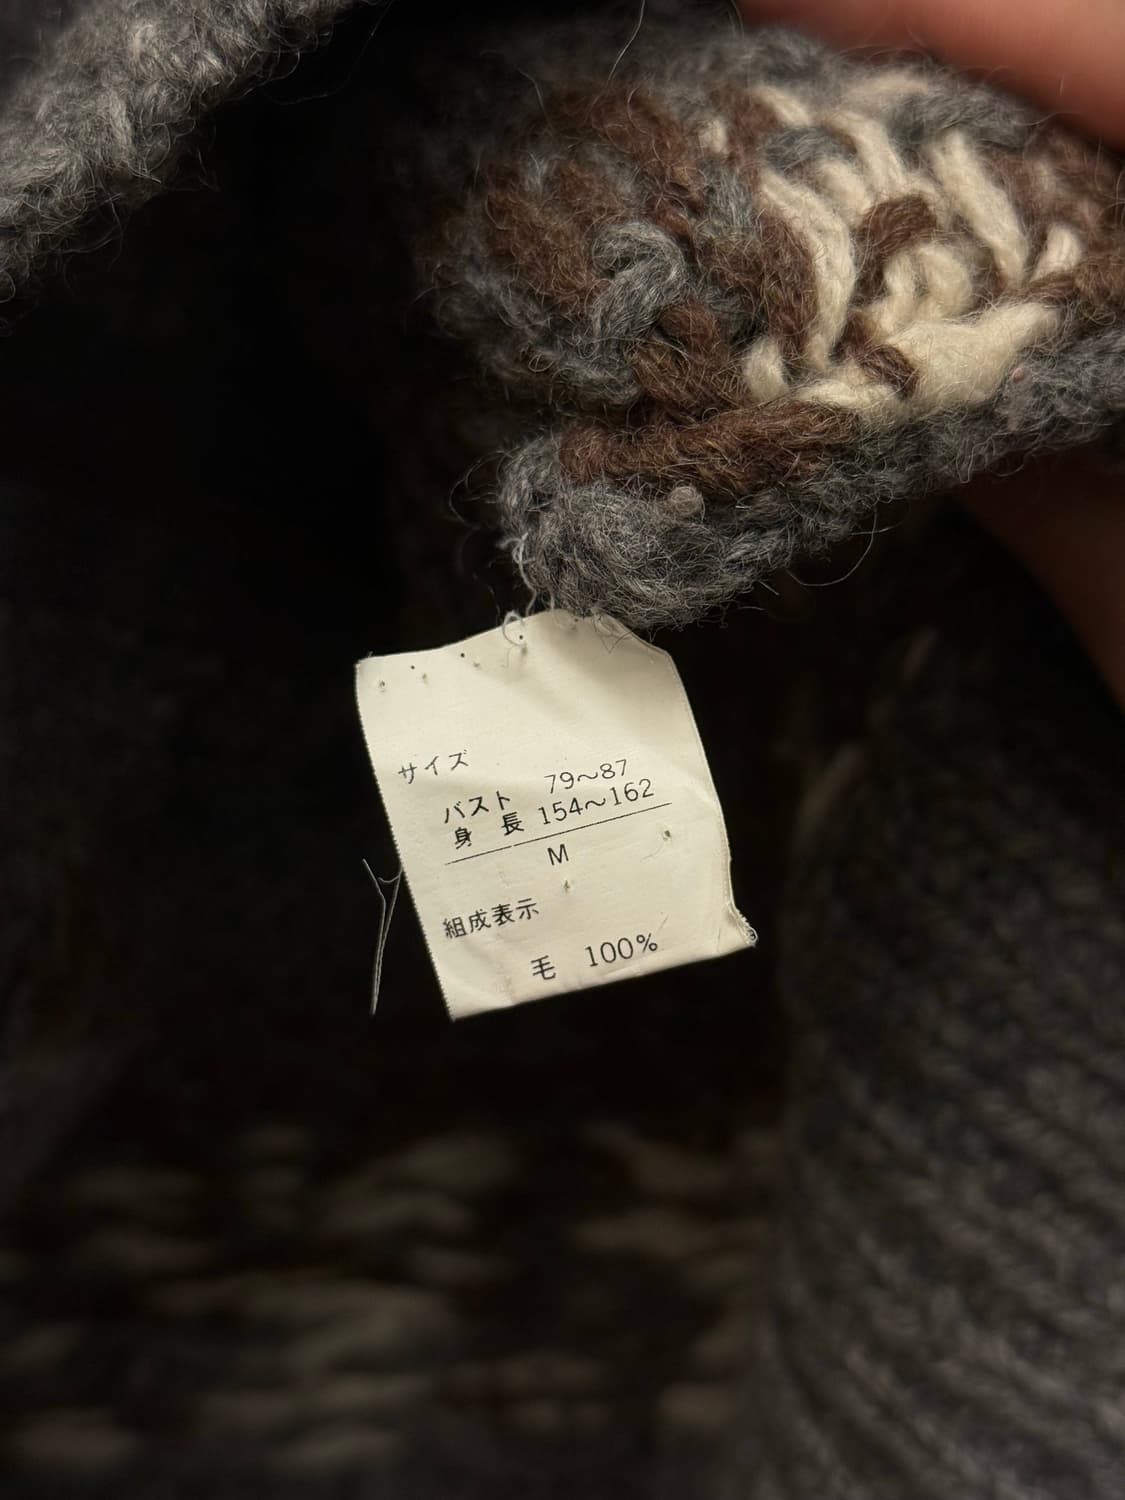 サイズ
バスト 79〜87
身長 154〜162
M
組成表示
毛 100%